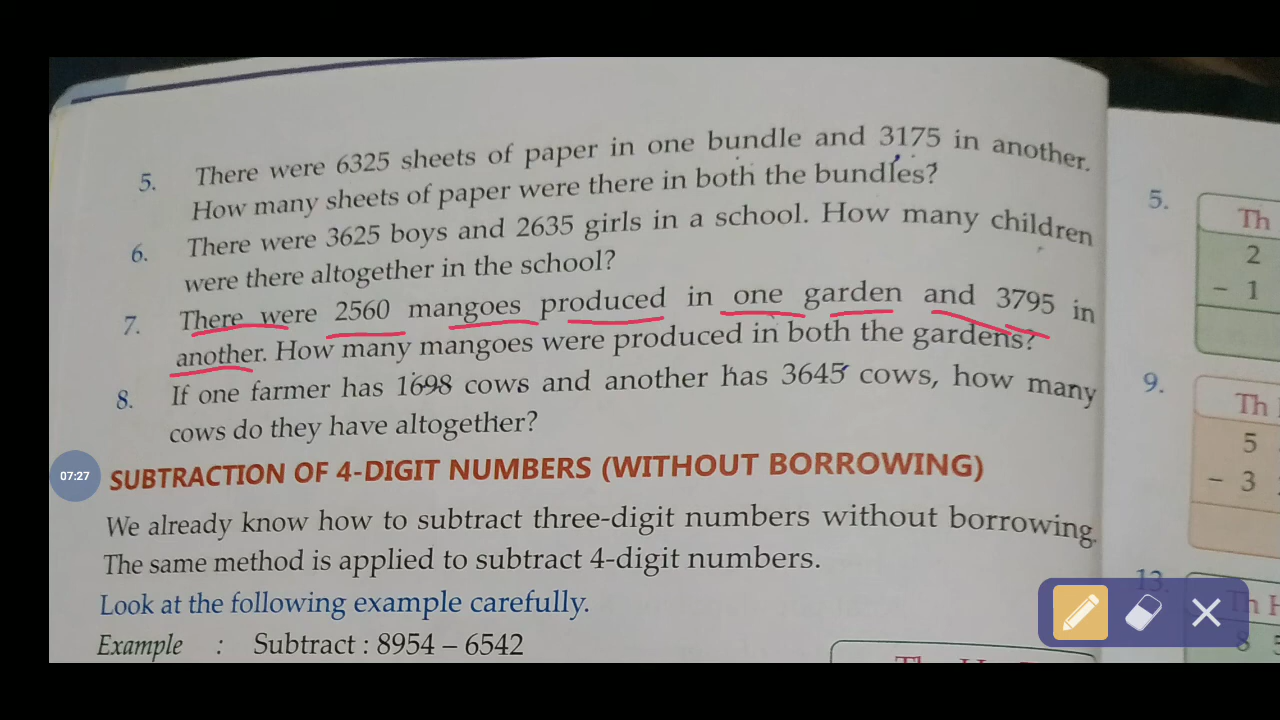 5. There were 6325 sheets of paper in one bundle and 3175 in another.
How many sheets of paper were there in both the bundles?
6. There were 3625 boys and 2635 girls in a school. How many children
were there altogether in the school?
7. There were 2560 mangoes produced in one garden and 3795 in
another. How many mangoes were produced in both the gardens?
8. If one farmer has 1698 cows and another has 3645 cows, how many
cows do they have altogether?
07:27
SUBTRACTION OF 4-DIGIT NUMBERS (WITHOUT BORROWING)
We already know how to subtract three-digit numbers without borrowing.
The same method is applied to subtract 4-digit numbers.
Look at the following example carefully.
Example : Subtract : 8954 – 6542
5.
Th
2
– 1
9.
Th
5
– 3
13.
Th H
8 5